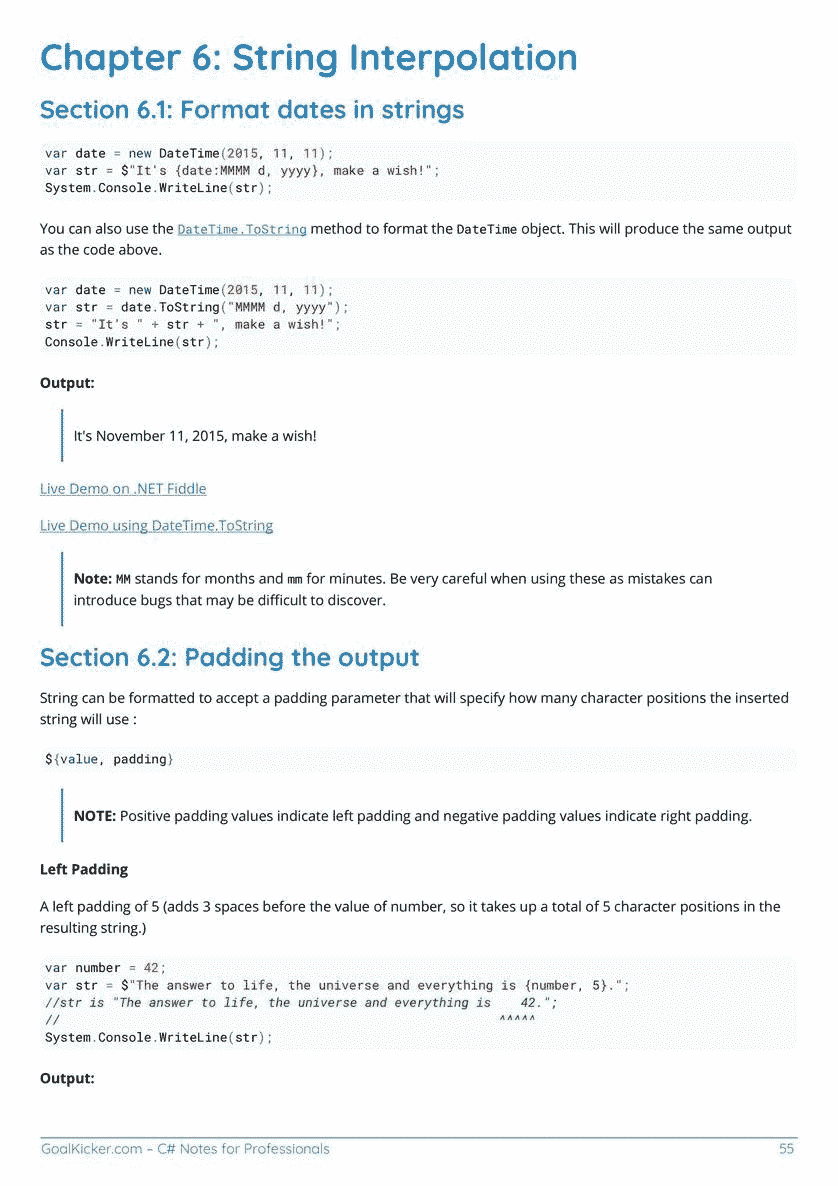 Chapter 6: String Interpolation
Section 6.1: Format dates in strings
var date = new DateTime(2015, 11, 11);
var str = $"It's {date:MMMM d, yyyy}, make a wish!";
System.Console.WriteLine(str);
You can also use the DateTime.ToString method to format the DateTime object. This will produce the same output
as the code above.
var date = new DateTime(2015, 11, 11);
var str = date.ToString("MMMM d, yyyy");
str = "It's " + str + ", make a wish!";
Console.WriteLine(str);
Output:
It's November 11, 2015, make a wish!
Live Demo on .NET Fiddle
Live Demo using DateTime.ToString
Note: MM stands for months and mm for minutes. Be very careful when using these as mistakes can
introduce bugs that may be difficult to discover.
Section 6.2: Padding the output
String can be formatted to accept a padding parameter that will specify how many character positions the inserted
string will use :
${value, padding}
NOTE: Positive padding values indicate left padding and negative padding values indicate right padding.
Left Padding
A left padding of 5 (adds 3 spaces before the value of number, so it takes up a total of 5 character positions in the
resulting string.)
var number = 42;
var str = $"The answer to life, the universe and everything is {number, 5}.";
//str is "The answer to life, the universe and everything is    42.";
//                                                           ^^^^^
System.Console.WriteLine(str);
Output:
GoalKicker.com – C# Notes for Professionals 55